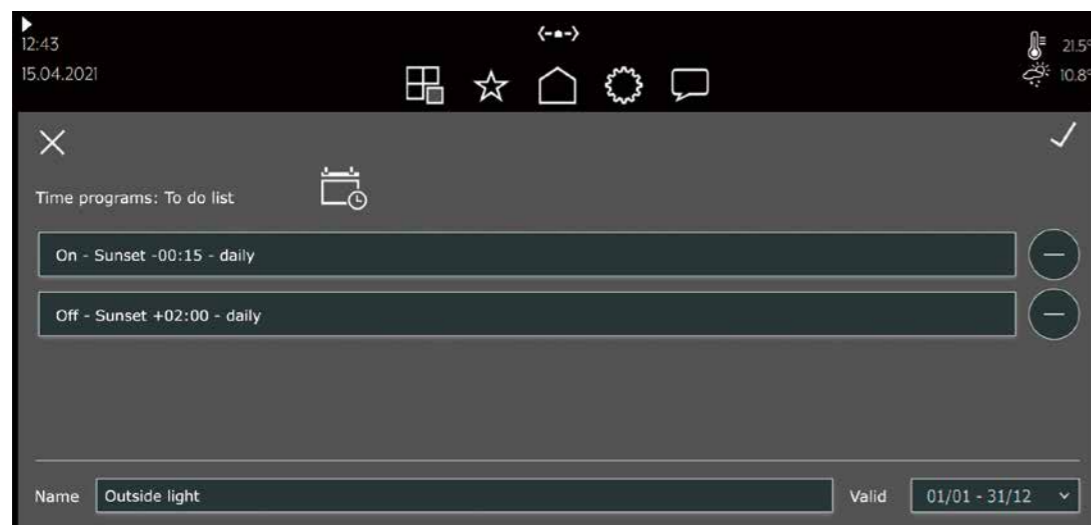 12:43
15.04.2021
21.5°
10.8°
Time programs: To do list
On - Sunset -00:15 - daily
Off - Sunset +02:00 - daily
Name Outside light Valid 01/01 - 31/12